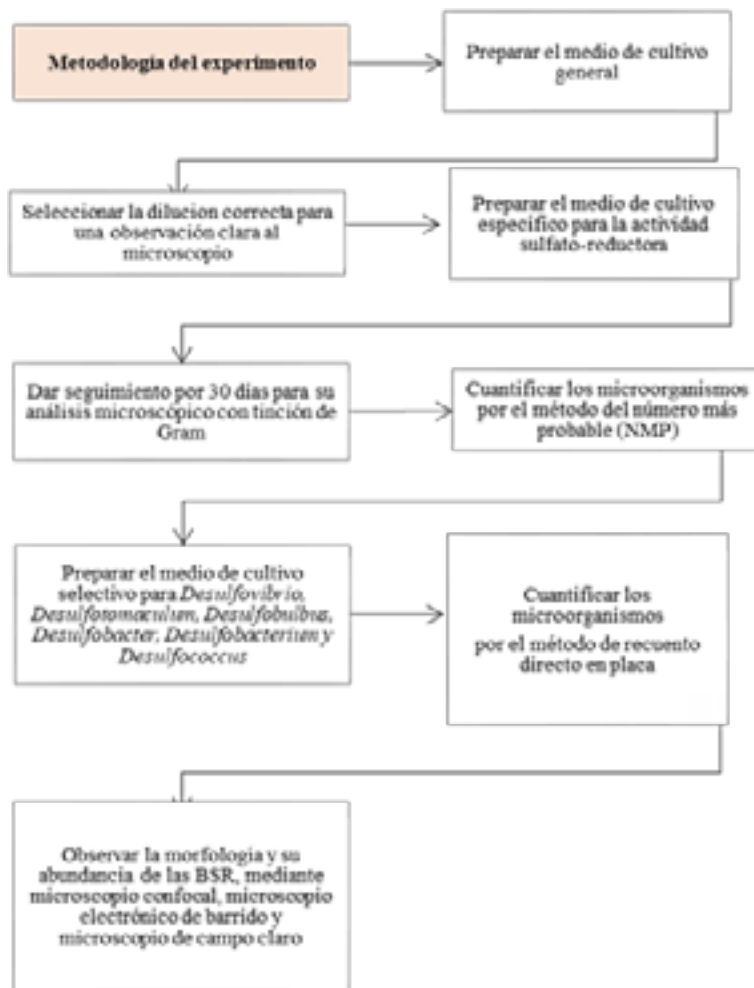 Metodología del experimento
Preparar el medio de cultivo
general
Seleccionar la dilucion correcta para
una observación clara al
microscopio
Preparar el medio de cultivo
específico para la actividad
sulfato-reductora
Dar seguimiento por 30 días para su
análisis microscópico con tinción de
Gram
Cuantificar los microorganismos
por el método del número más
probable (NMP)
Preparar el medio de cultivo
selectivo para Desulfovibrio,
Desulfotomaculum, Desulfobulbus,
Desulfobacter, Desulfobacterium y
Desulfococcus
Cuantificar los
microorganismos
por el método de recuento
directo en placa
Observar la morfología y su
abundancia de las BSR, mediante
microscopio confocal, microscopio
electrónico de barrido y
microscopio de campo claro